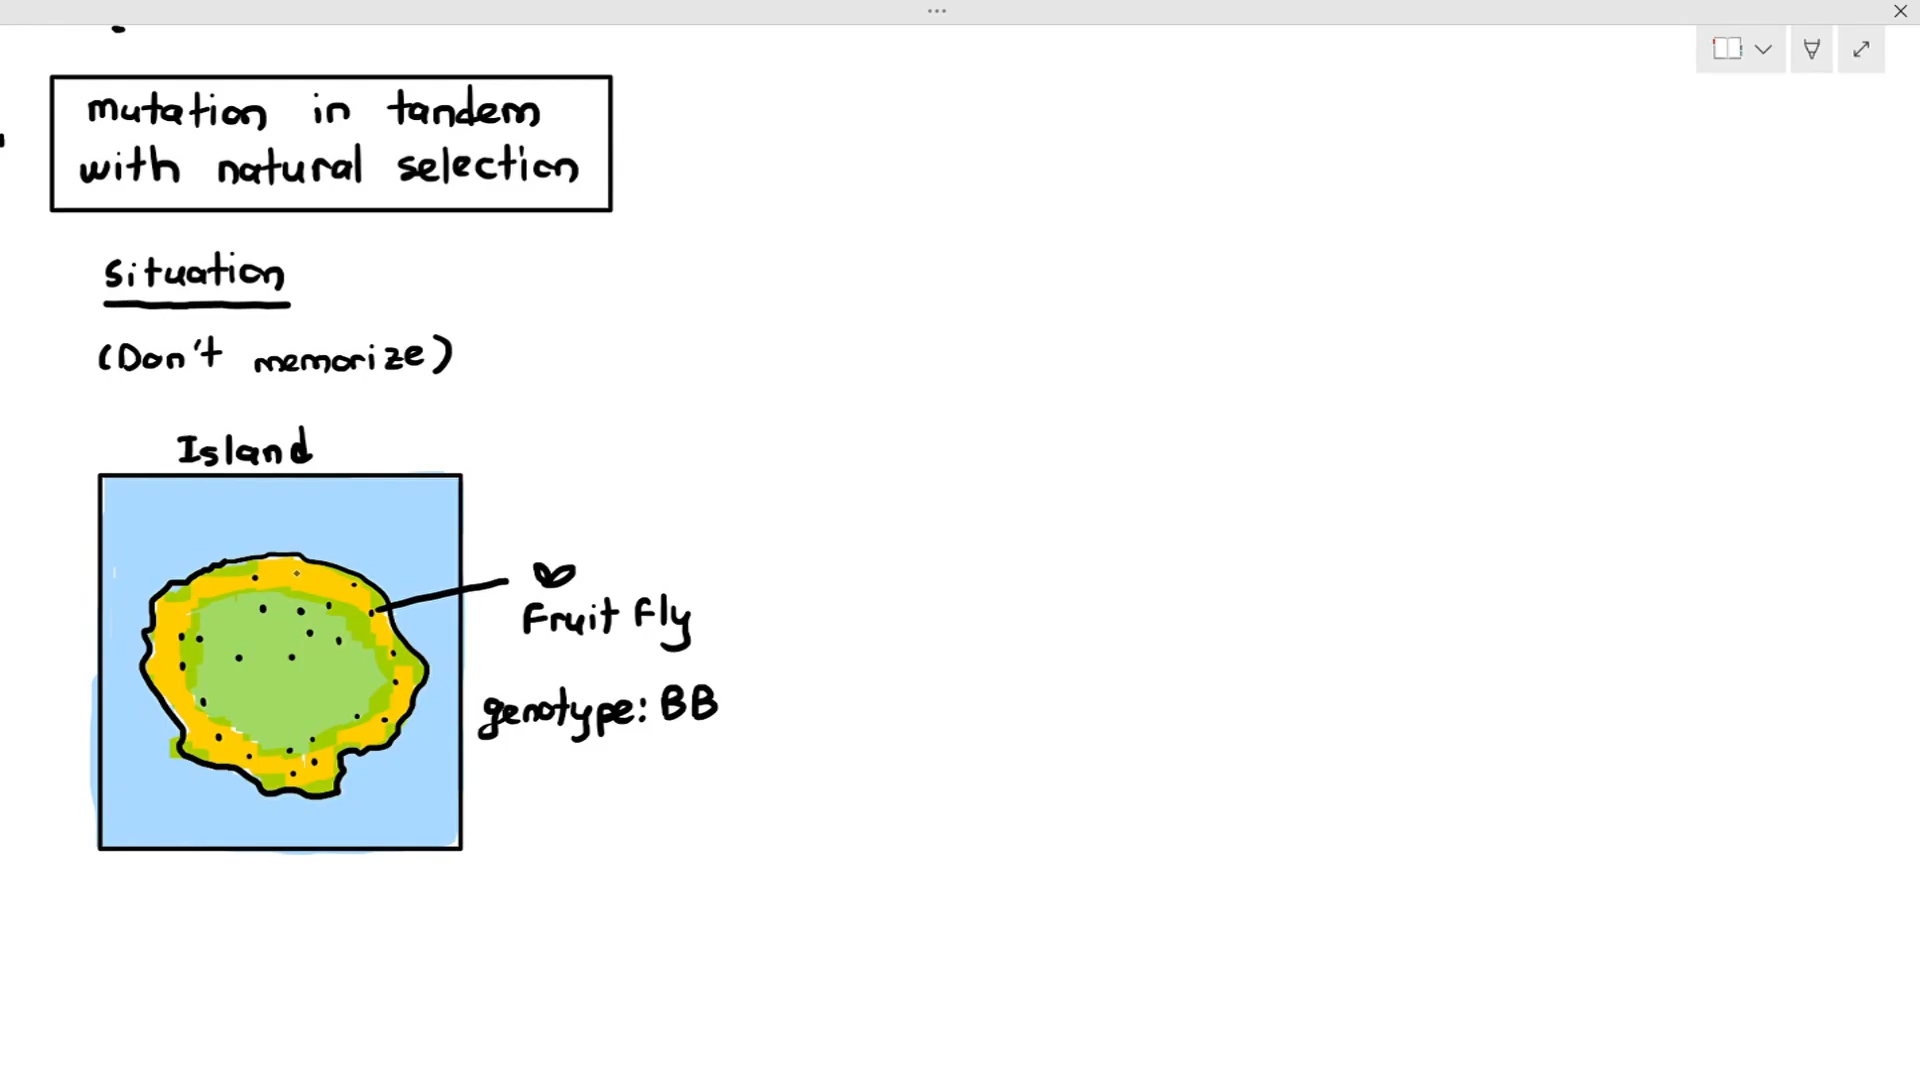 mutation in tandem
with natural selection
situation
(Don't memorize)
Island
Fruit Fly
genotype: BB